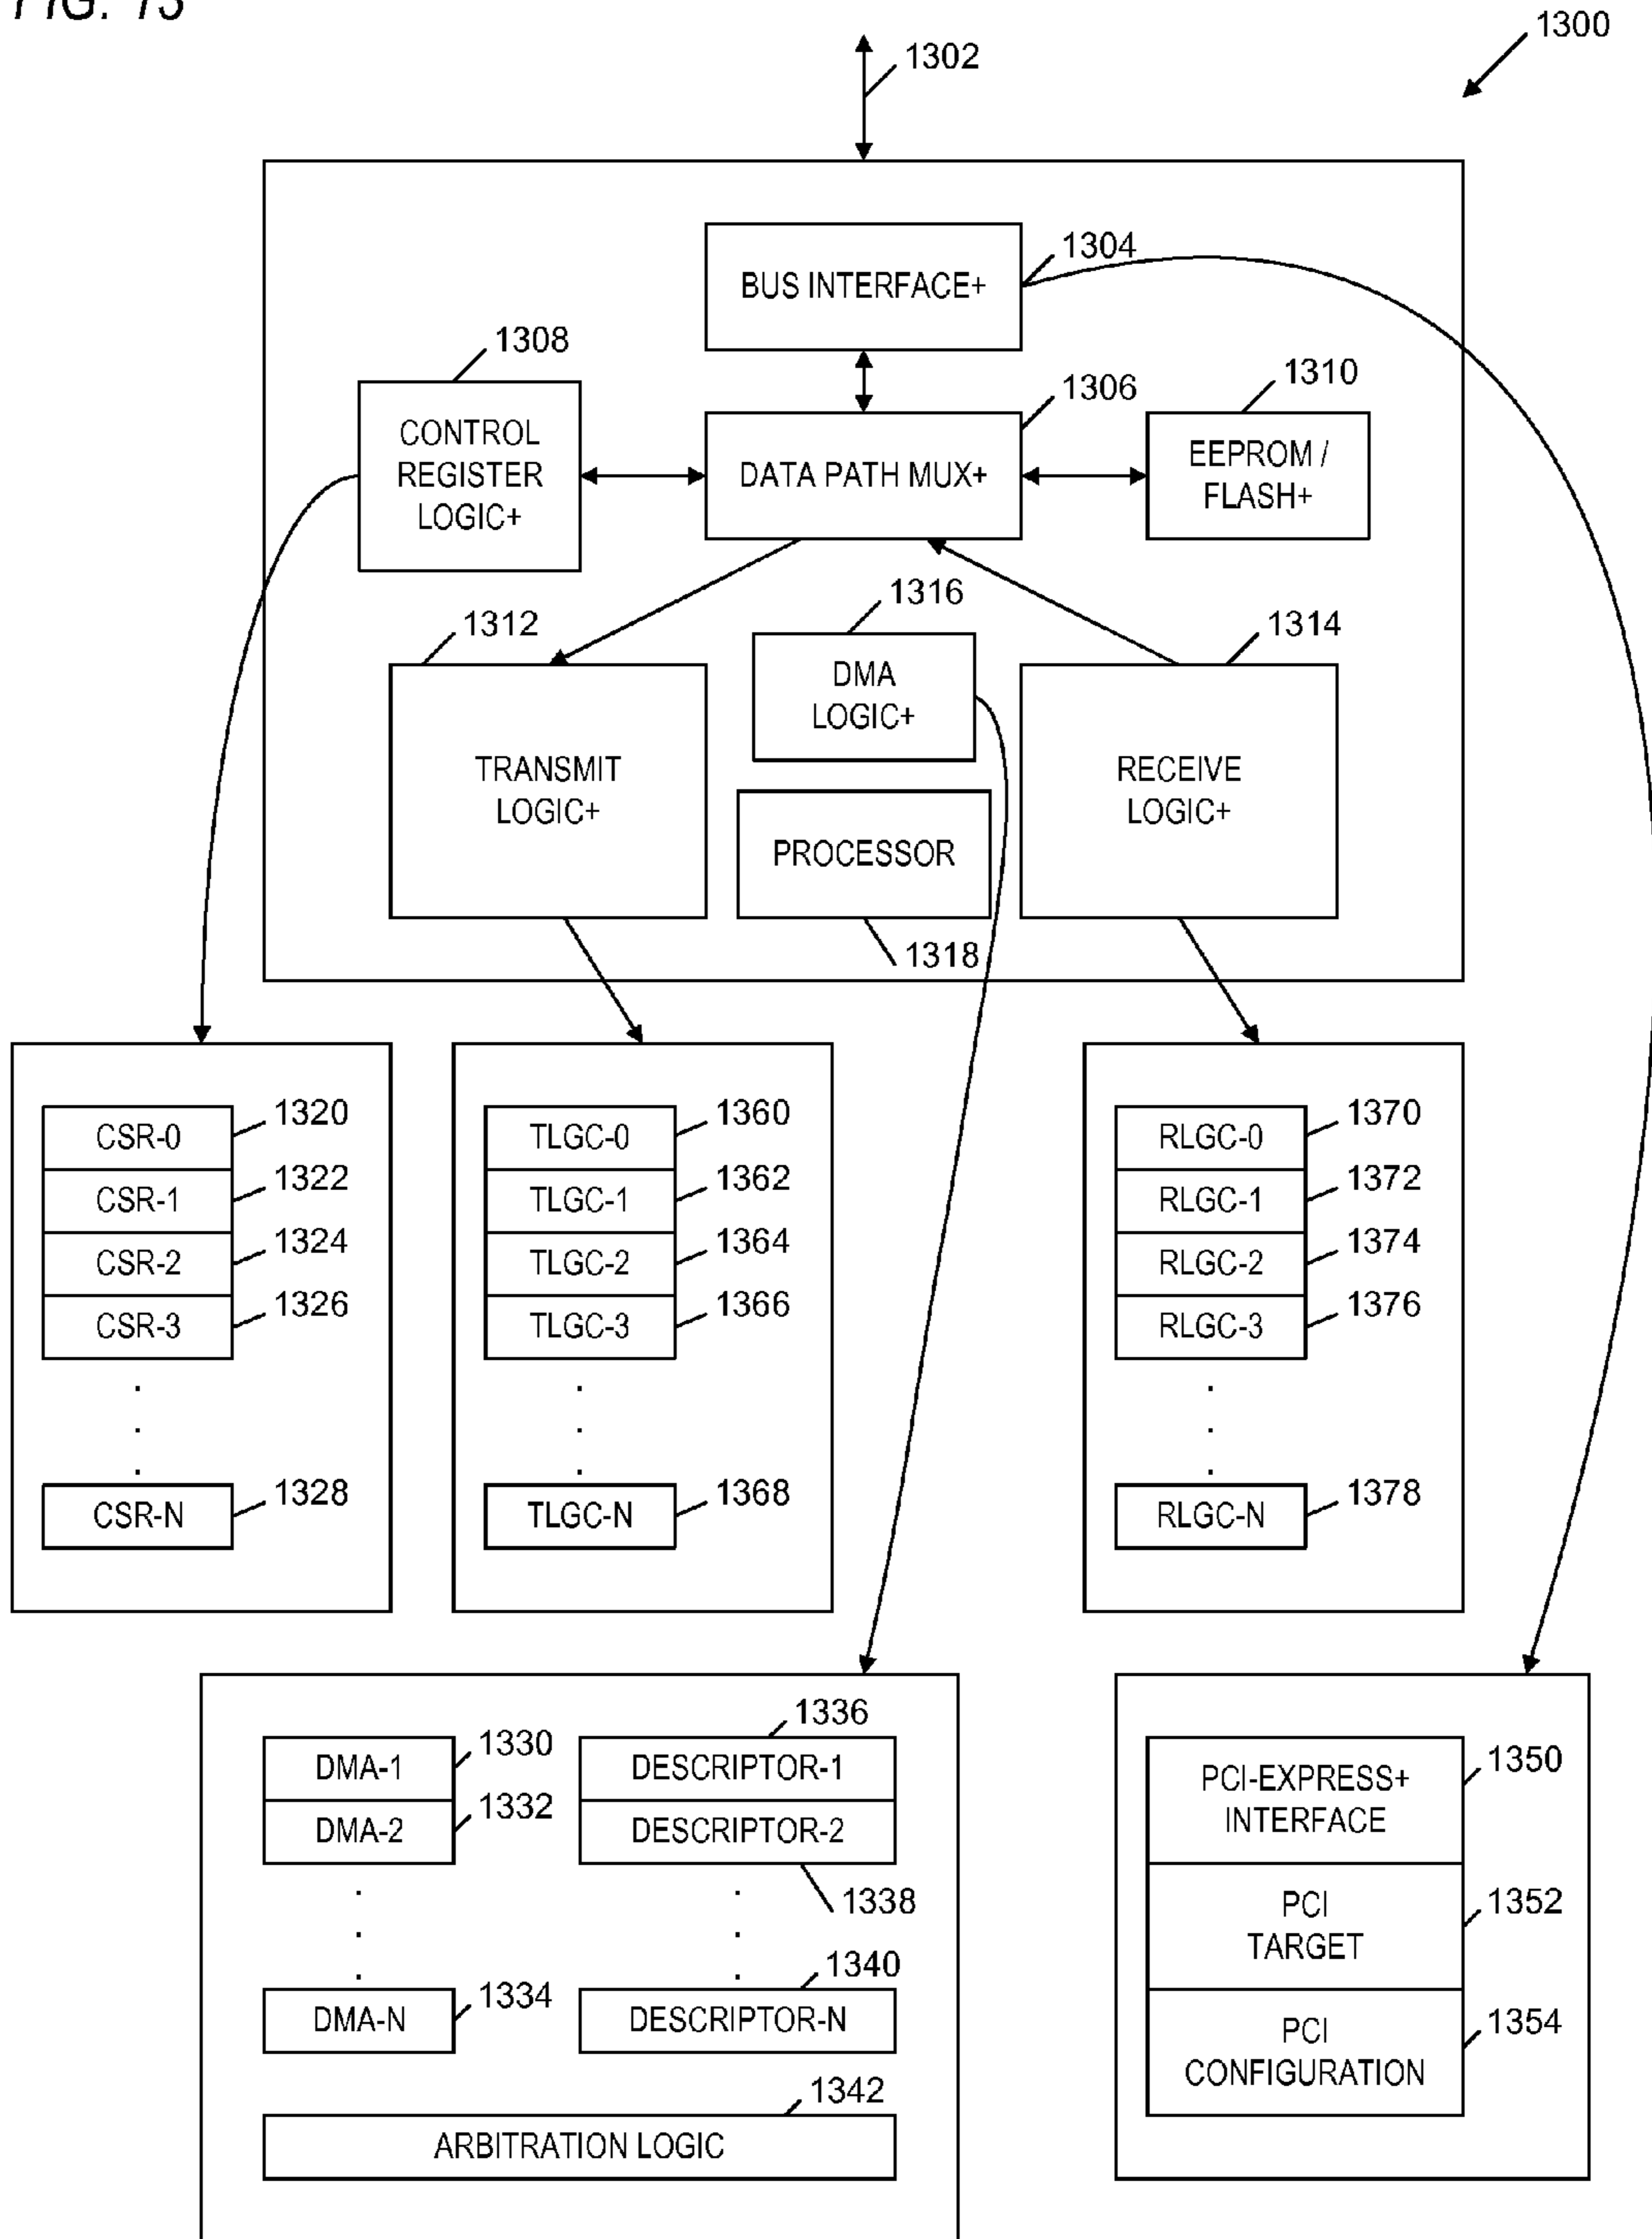 FIG. 13
1300
1302
1304
BUS INTERFACE+
1308
1306
1310
CONTROL
REGISTER
LOGIC+
DATA PATH MUX+
EEPROM /
FLASH+
1312
1316
1314
DMA
LOGIC+
TRANSMIT
LOGIC+
RECEIVE
LOGIC+
PROCESSOR
1318
CSR-0 1320
CSR-1 1322
CSR-2 1324
CSR-3 1326
CSR-N 1328
TLGC-0 1360
TLGC-1 1362
TLGC-2 1364
TLGC-3 1366
TLGC-N 1368
RLGC-0 1370
RLGC-1 1372
RLGC-2 1374
RLGC-3 1376
RLGC-N 1378
DMA-1 1330
DMA-2 1332
DMA-N 1334
1336
DESCRIPTOR-1
DESCRIPTOR-2
1338
1340
DESCRIPTOR-N
1342
ARBITRATION LOGIC
PCI-EXPRESS+ 1350
INTERFACE
PCI 1352
TARGET
PCI 1354
CONFIGURATION